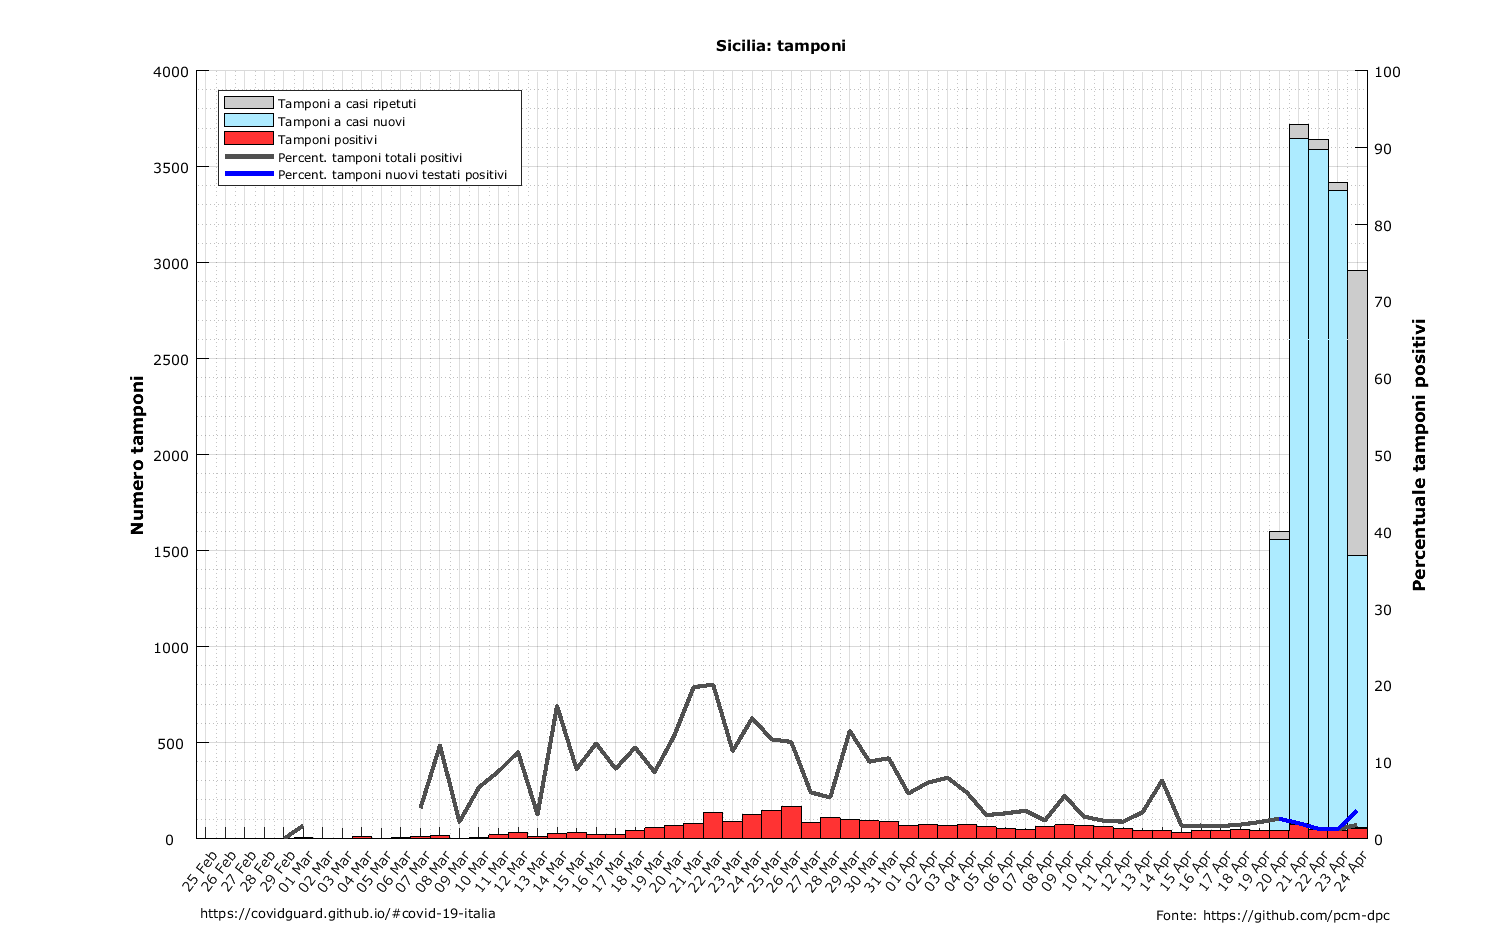 Sicilia: tamponi
Tamponi a casi ripetuti
Tamponi a casi nuovi
Tamponi positivi
Percent. tamponi totali positivi
Percent. tamponi nuovi testati positivi
Numero tamponi
4000
3500
3000
2500
2000
1500
1000
500
0
Percentuale tamponi positivi
100
90
80
70
60
50
40
30
20
10
0
25 Feb
26 Feb
27 Feb
28 Feb
29 Feb
01 Mar
02 Mar
03 Mar
04 Mar
05 Mar
06 Mar
07 Mar
08 Mar
09 Mar
10 Mar
11 Mar
12 Mar
13 Mar
14 Mar
15 Mar
16 Mar
17 Mar
18 Mar
19 Mar
20 Mar
21 Mar
22 Mar
23 Mar
24 Mar
25 Mar
26 Mar
27 Mar
28 Mar
29 Mar
30 Mar
31 Mar
01 Apr
02 Apr
03 Apr
04 Apr
05 Apr
06 Apr
07 Apr
08 Apr
09 Apr
10 Apr
11 Apr
12 Apr
13 Apr
14 Apr
15 Apr
16 Apr
17 Apr
18 Apr
19 Apr
20 Apr
21 Apr
22 Apr
23 Apr
24 Apr
https://covidguard.github.io/#covid-19-italia
Fonte: https://github.com/pcm-dpc